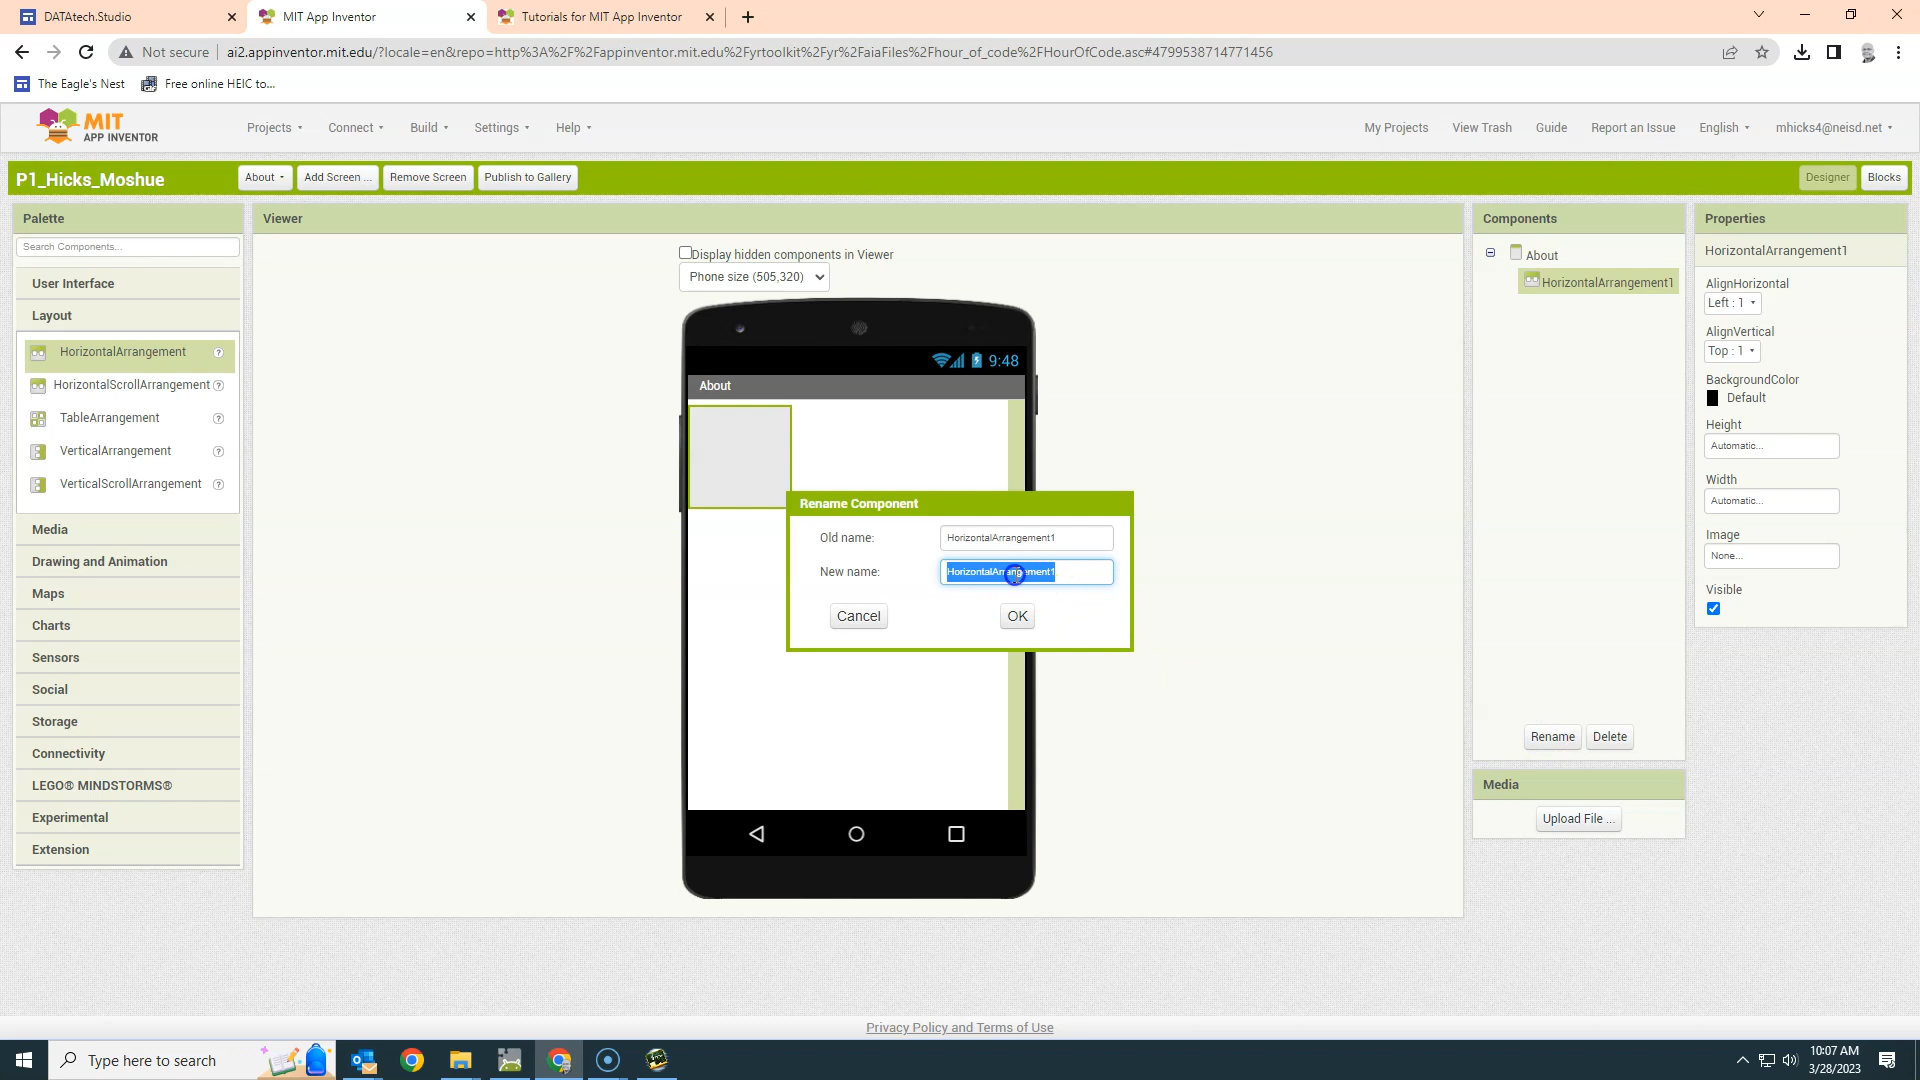 DATAtech.Studio
MIT App Inventor
Tutorials for MIT App Inventor
Not secure
ai2.appinventor.mit.edu/?locale=en&repo=http%3A%2F%2Fappinventor.mit.edu%2Fyrtoolkit%2Fyr%2FaiaFiles%2Fhour_of_code%2FHourOfCode.asc#4799538714771456
The Eagle's Nest
Free online HEIC to...
MIT
APP INVENTOR
Projects
Connect
Build
Settings
Help
My Projects
View Trash
Guide
Report an Issue
English
mhicks4@neisd.net
P1_Hicks_Moshue
About
Add Screen ...
Remove Screen
Publish to Gallery
Designer
Blocks
Palette
Viewer
Components
Properties
Search Components...
User Interface
Layout
HorizontalArrangement
HorizontalScrollArrangement
TableArrangement
VerticalArrangement
VerticalScrollArrangement
Media
Drawing and Animation
Maps
Charts
Sensors
Social
Storage
Connectivity
LEGO® MINDSTORMS®
Experimental
Extension
Display hidden components in Viewer
Phone size (505,320)
9:48
About
Rename Component
Old name:
HorizontalArrangement1
New name:
HorizontalArrangement1
Cancel
OK
About
HorizontalArrangement1
Rename
Delete
Media
Upload File ...
HorizontalArrangement1
AlignHorizontal
Left : 1
AlignVertical
Top : 1
BackgroundColor
Default
Height
Automatic...
Width
Automatic...
Image
None...
Visible
Privacy Policy and Terms of Use
Type here to search
10:07 AM
3/28/2023